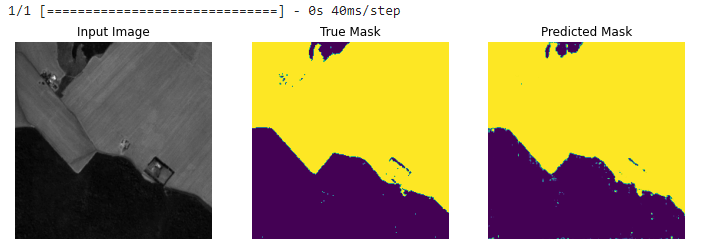 1/1 [==============================] - 0s 40ms/step
Input Image
True Mask
Predicted Mask